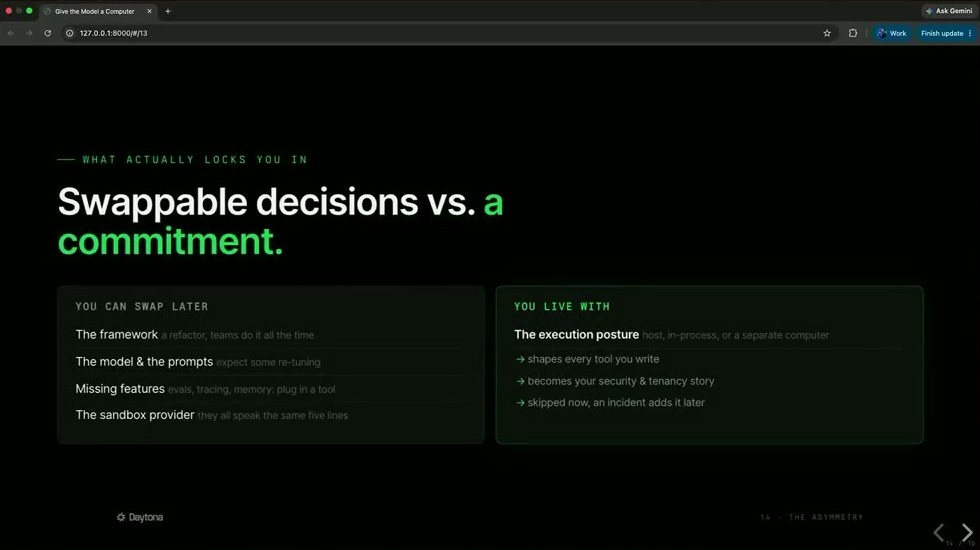 Give the Model a Computer
Ask Gemini
127.0.0.1:8000/#/13
Work
Finish update
WHAT ACTUALLY LOCKS YOU IN
Swappable decisions vs. a
commitment.
YOU CAN SWAP LATER
The framework a refactor, teams do it all the time
The model & the prompts expect some re-tuning
Missing features evals, tracing, memory: plug in a tool
The sandbox provider they all speak the same five lines
YOU LIVE WITH
The execution posture host, in-process, or a separate computer
→ shapes every tool you write
→ becomes your security & tenancy story
→ skipped now, an incident adds it later
Daytona
14 · THE ASYMMETRY